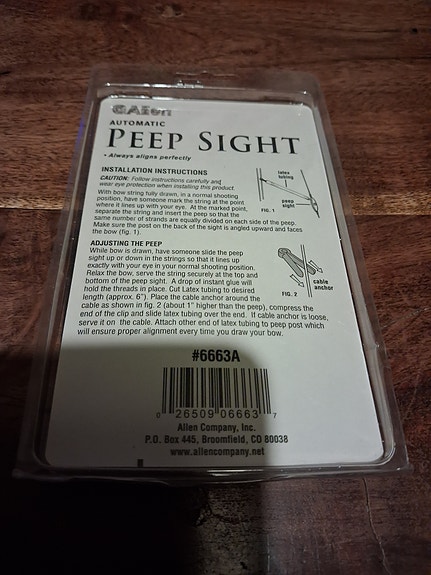 Allen
AUTOMATIC
PEEP SIGHT
• Always aligns perfectly
INSTALLATION INSTRUCTIONS
CAUTION: Follow instructions carefully and
wear eye protection when installing this product.
With bow string fully drawn, in a normal shooting
position, have someone mark the string at the point
where it lines up with your eye. At the marked point,
separate the string and insert the peep so that the
same number of strands are equally divided on each side of the peep.
Make sure the post on the back of the sight is angled upward and faces
the bow (fig. 1).
latex
tubing
peep
sight
FIG. 1
ADJUSTING THE PEEP
While bow is drawn, have someone slide the peep
sight up or down in the strings so that it lines up
exactly with your eye in your normal shooting position.
Relax the bow, serve the string securely at the top and
bottom of the peep sight. A drop of instant glue will
hold the threads in place. Cut Latex tubing to desired
length (approx. 6"). Place the cable anchor around the
cable as shown in fig. 2 (about 1" higher than the peep), compress the
end of the clip and slide latex tubing over the end. If cable anchor is loose,
serve it on the cable. Attach other end of latex tubing to peep post which
will ensure proper alignment every time you draw your bow.
cable
anchor
FIG. 2
#6663A
0 26509 06663 7
Allen Company, Inc.
P.O. Box 445, Broomfield, CO 80038
www.allencompany.net